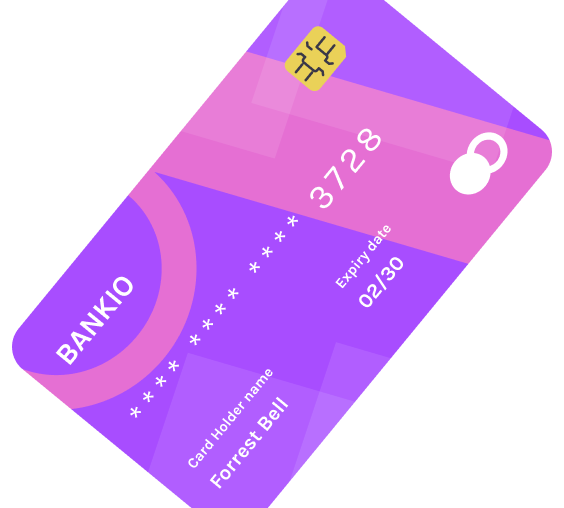 BANKIO
**** **** **** 3728
Expiry date
02/30
Card Holder name
Forrest Bell